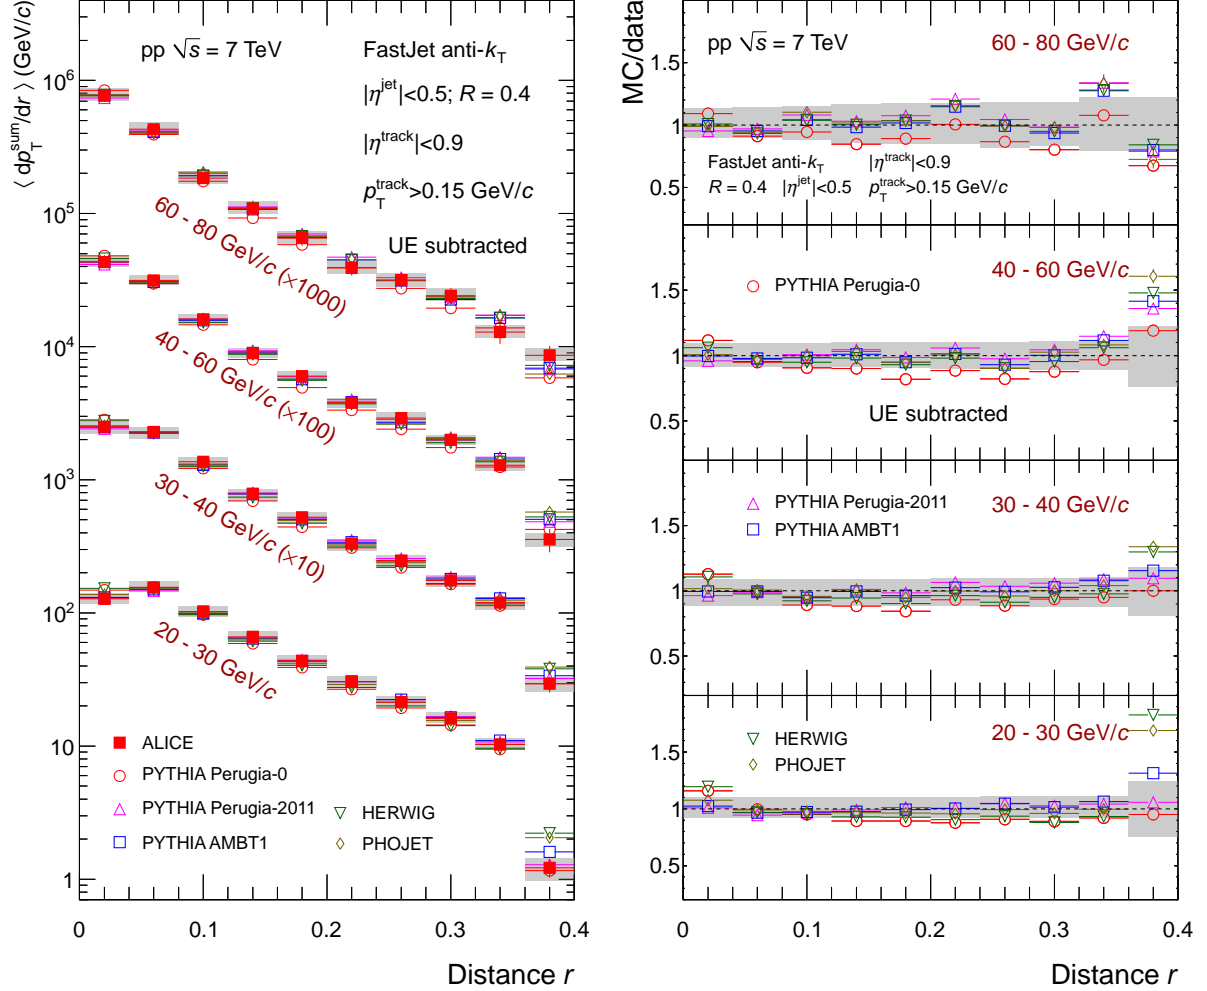 ⟨ dp_T^sum/dr ⟩ (GeV/c)
pp √s = 7 TeV
FastJet anti-k_T
|η^jet|<0.5; R = 0.4
|η^track|<0.9
p_T^track>0.15 GeV/c
UE subtracted
60 - 80 GeV/c (×1000)
40 - 60 GeV/c (×100)
30 - 40 GeV/c (×10)
20 - 30 GeV/c
ALICE
PYTHIA Perugia-0
PYTHIA Perugia-2011
PYTHIA AMBT1
HERWIG
PHOJET
10^6
10^5
10^4
10^3
10^2
10
1
0 0.1 0.2 0.3 0.4
Distance r
MC/data
pp √s = 7 TeV
60 - 80 GeV/c
FastJet anti-k_T |η^track|<0.9
R = 0.4 |η^jet|<0.5 p_T^track>0.15 GeV/c
1.5
1
0.5
40 - 60 GeV/c
PYTHIA Perugia-0
UE subtracted
1.5
1
0.5
30 - 40 GeV/c
PYTHIA Perugia-2011
PYTHIA AMBT1
1.5
1
0.5
20 - 30 GeV/c
HERWIG
PHOJET
1.5
1
0.5
0 0.1 0.2 0.3 0.4
Distance r